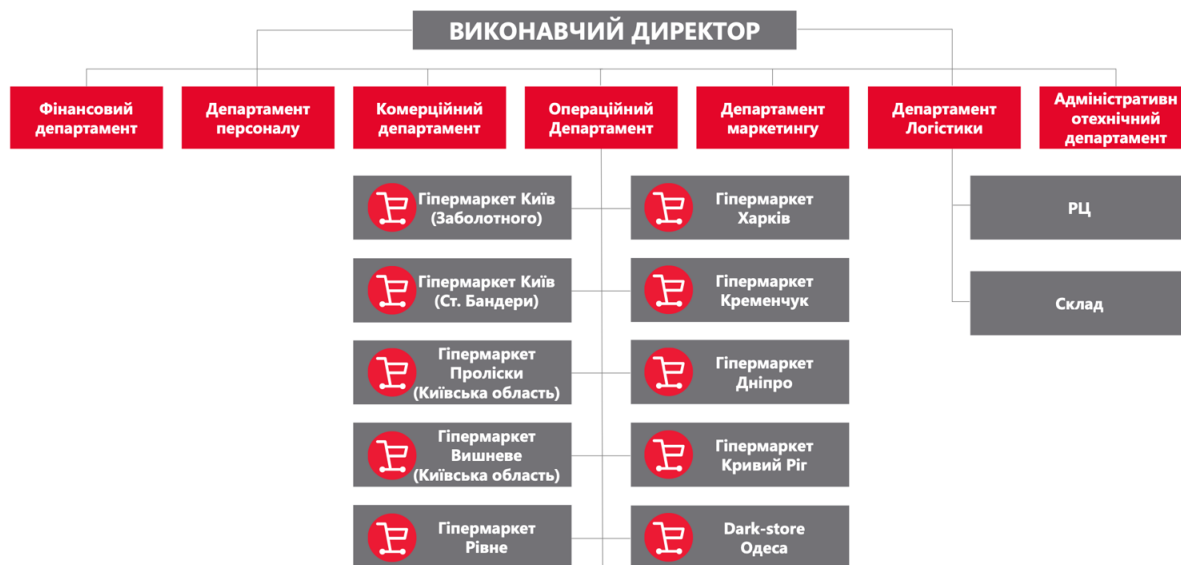 ВИКОНАВЧИЙ ДИРЕКТОР
Фінансовий
департамент
Департамент
персоналу
Комерційний
департамент
Операційний
Департамент
Департамент
маркетингу
Департамент
Логістики
Адміністративн
отехнічний
департамент
Гіпермаркет Київ
(Заболотного)
Гіпермаркет
Харків
РЦ
Гіпермаркет Київ
(Ст. Бандери)
Гіпермаркет
Кременчук
Склад
Гіпермаркет
Проліски
(Київська область)
Гіпермаркет
Дніпро
Гіпермаркет
Вишневе
(Київська область)
Гіпермаркет
Кривий Ріг
Гіпермаркет
Рівне
Dark-store
Одеса